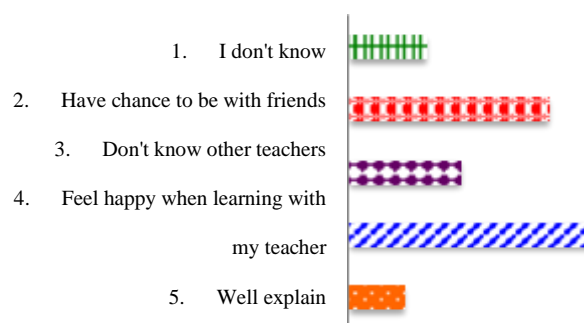 1. I don't know
2. Have chance to be with friends
3. Don't know other teachers
4. Feel happy when learning with
my teacher
5. Well explain